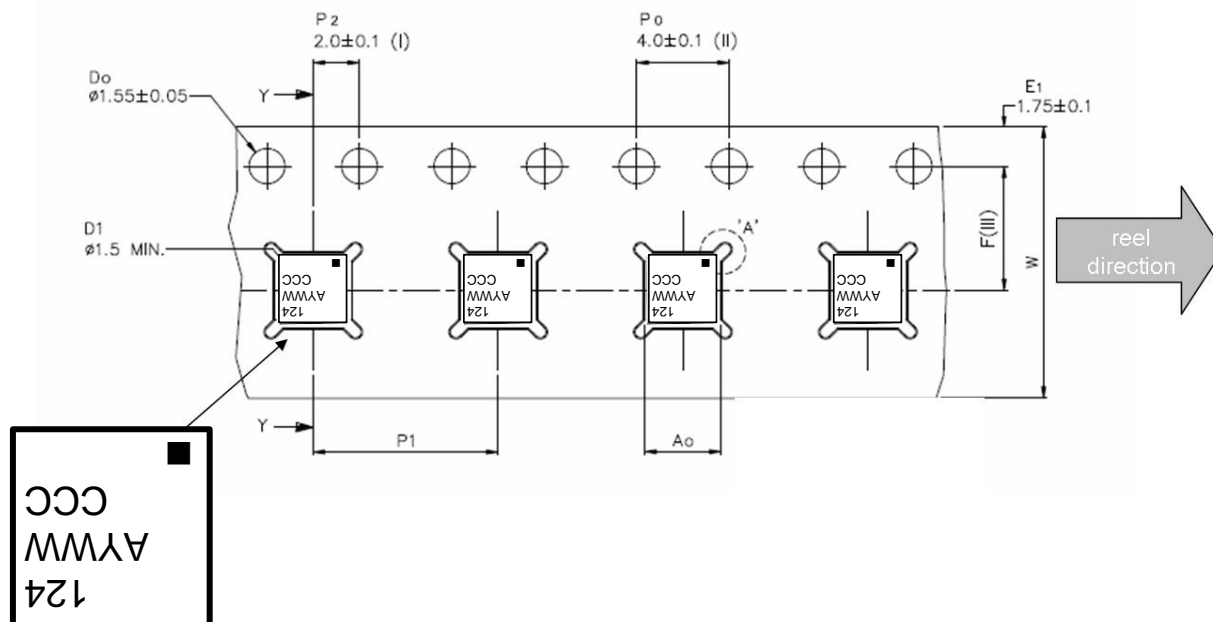 P2
2.0±0.1 (I)
Po
4.0±0.1 (II)
Do
ø1.55±0.05
Y
E1
1.75±0.1
D1
ø1.5 MIN.
'A'
F(III)
W
reel
direction
124
AYWW
CCC
124
AYWW
CCC
124
AYWW
CCC
124
AYWW
CCC
Y
P1
Ao
124
AYWW
CCC